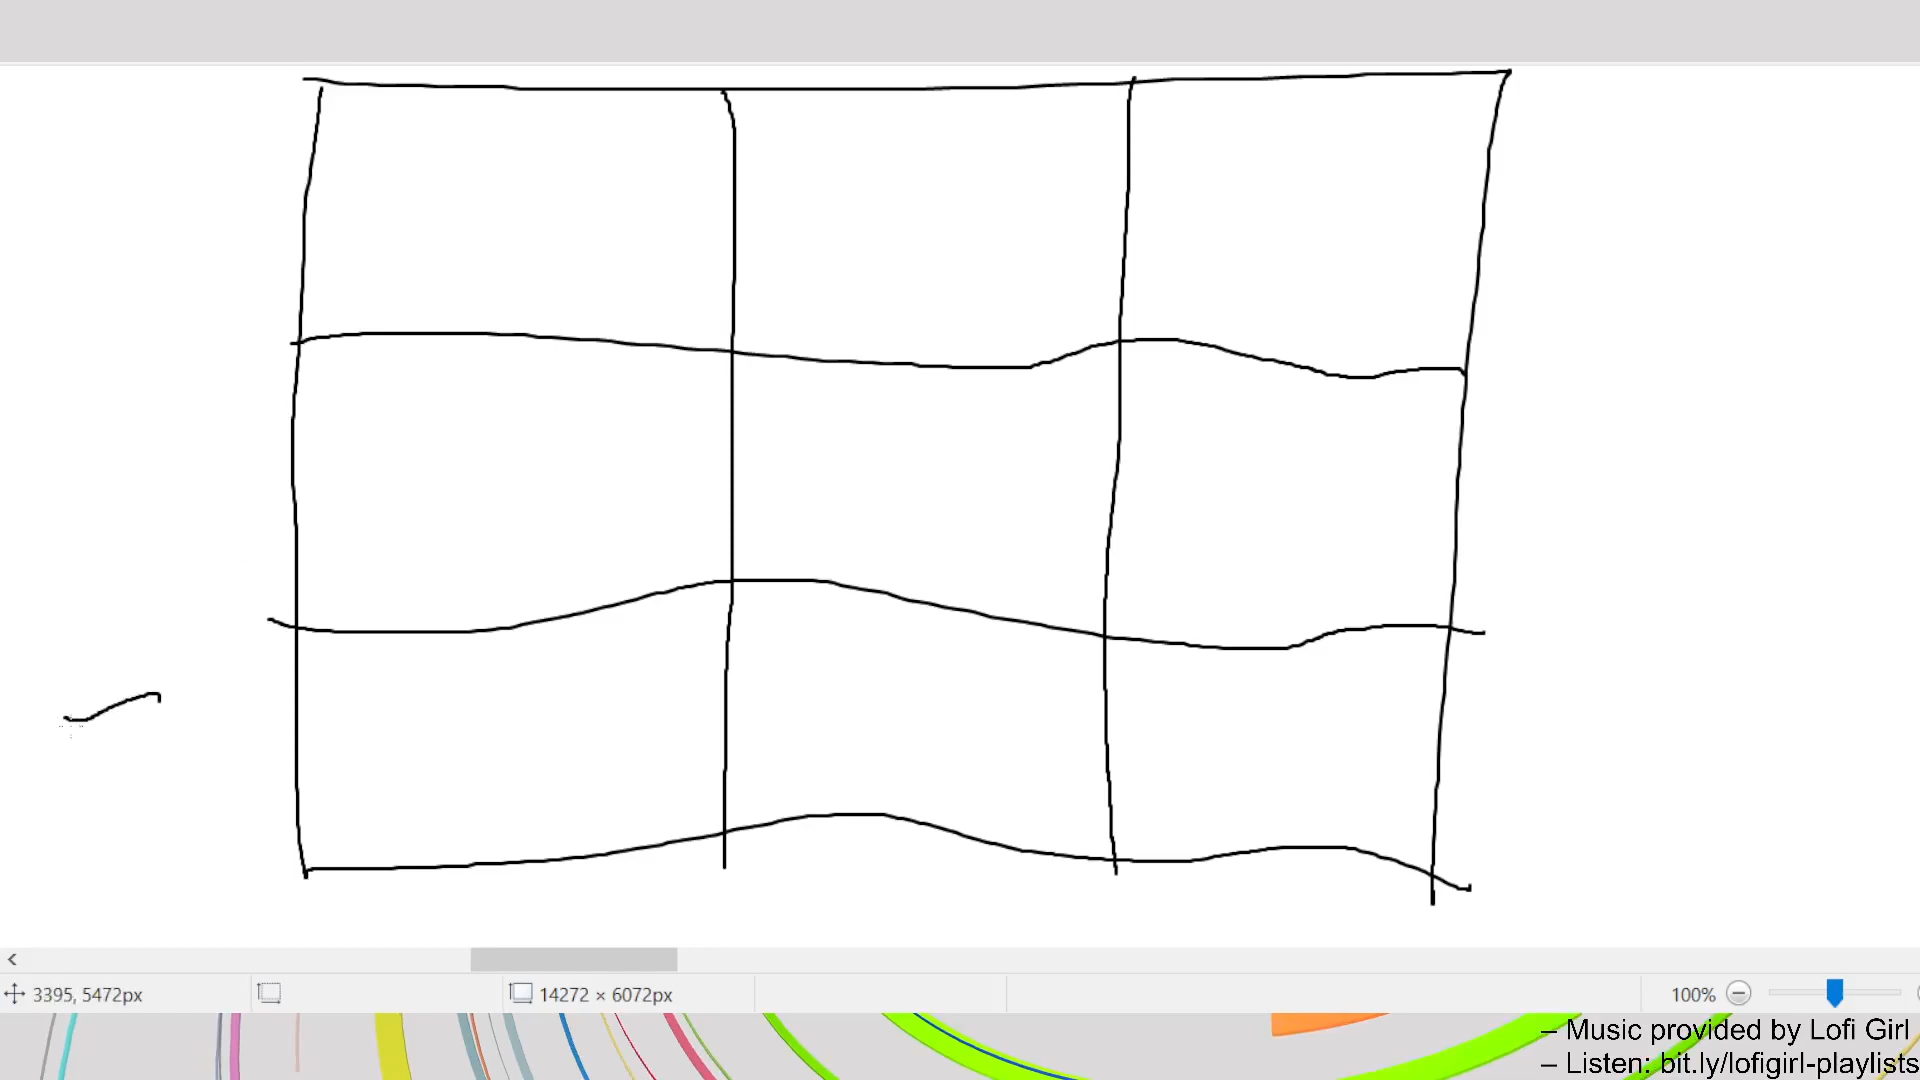 3395, 5472px
14272 × 6072px
100%
– Music provided by Lofi Girl
– Listen: bit.ly/lofigirl-playlists